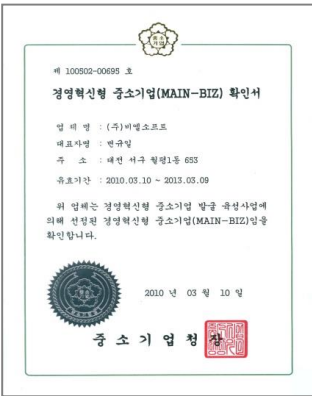 제 100502-00695 호
경영혁신형 중소기업(MAIN-BIZ) 확인서
업 체 명 : (주)비엘소프트
대표자명 : 변규일
주 소 : 대전 서구 월평1동 653
유효기간 : 2010.03.10 ~ 2013.03.09
위 업체는 경영혁신형 중소기업 발굴 육성사업에
의해 선정된 경영혁신형 중소기업(MAIN-BIZ)임을
확인합니다.
2010 년 03 월 10 일
중 소 기 업 청 장